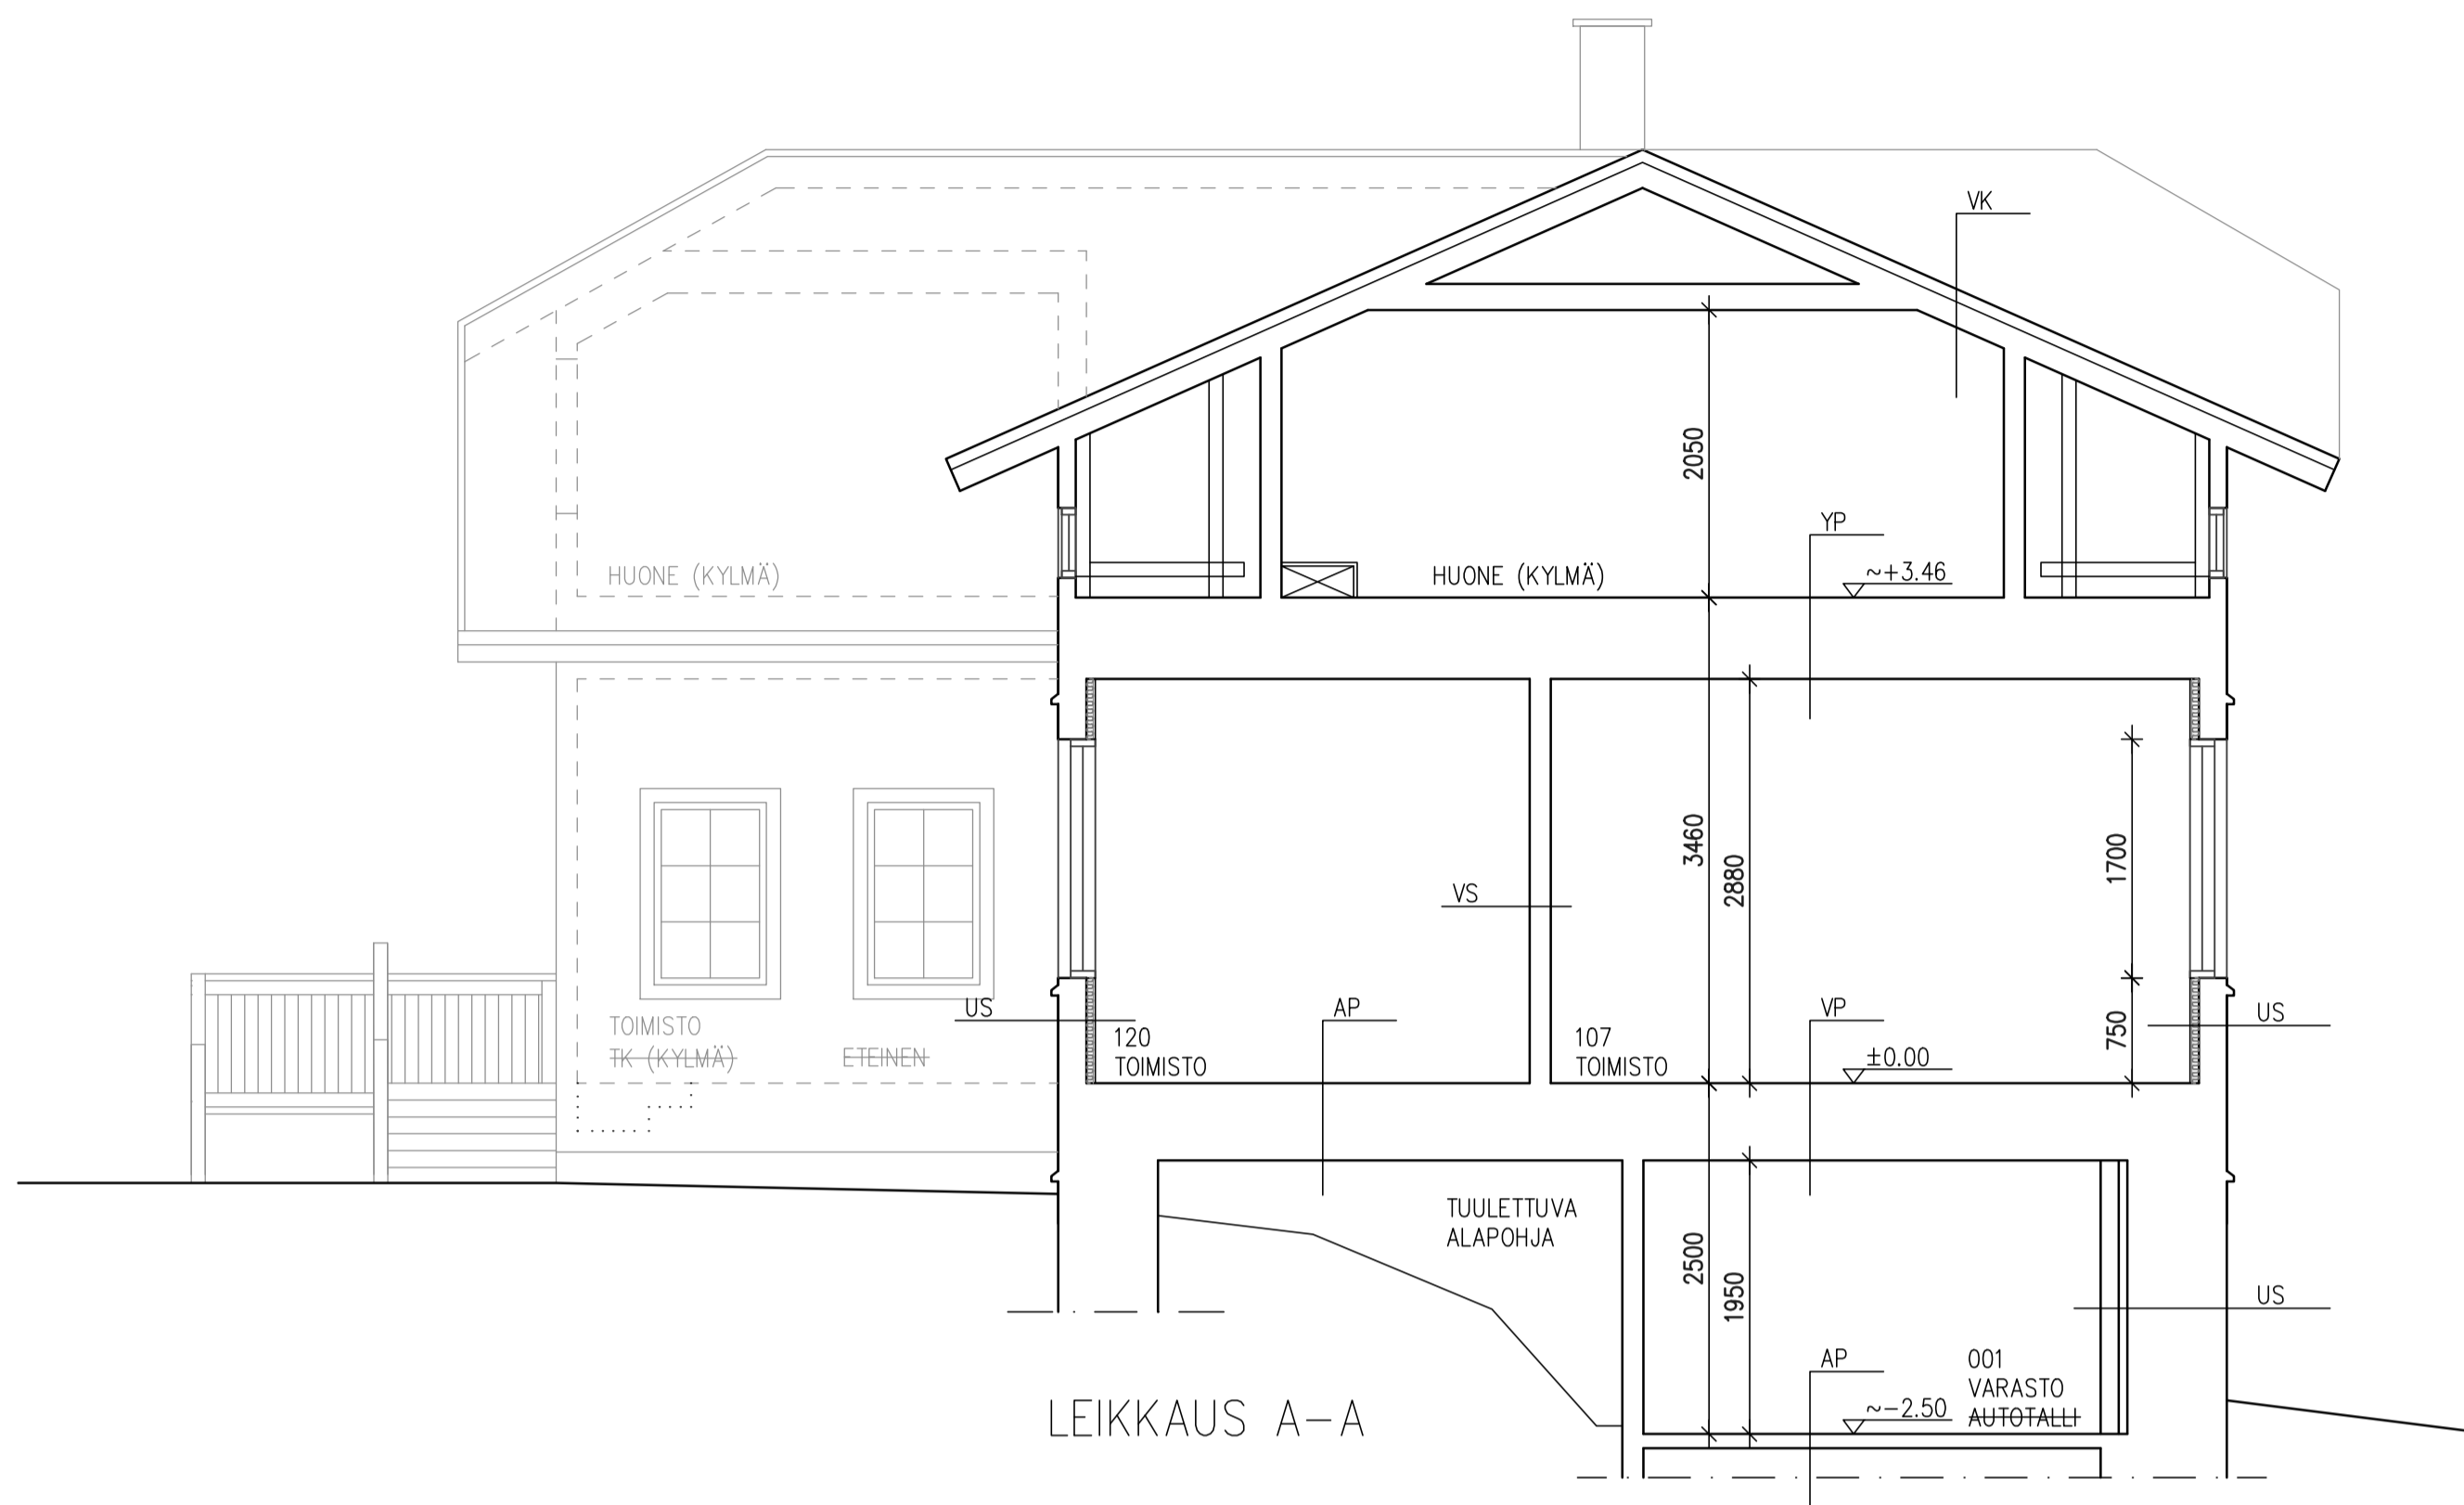 VK
2050
YP
HUONE (KYLMÄ)
HUONE (KYLMÄ)
~+3.46
3460
2880
1700
VS
US
AP
VP
US
750
TOIMISTO
TK (KYLMÄ)
ETEINEN
120
TOIMISTO
107
TOIMISTO
±0.00
TUULETTUVA
ALAPOHJA
2500
1950
US
AP
001
VARASTO
AUTOTALLI
~-2.50
LEIKKAUS A-A